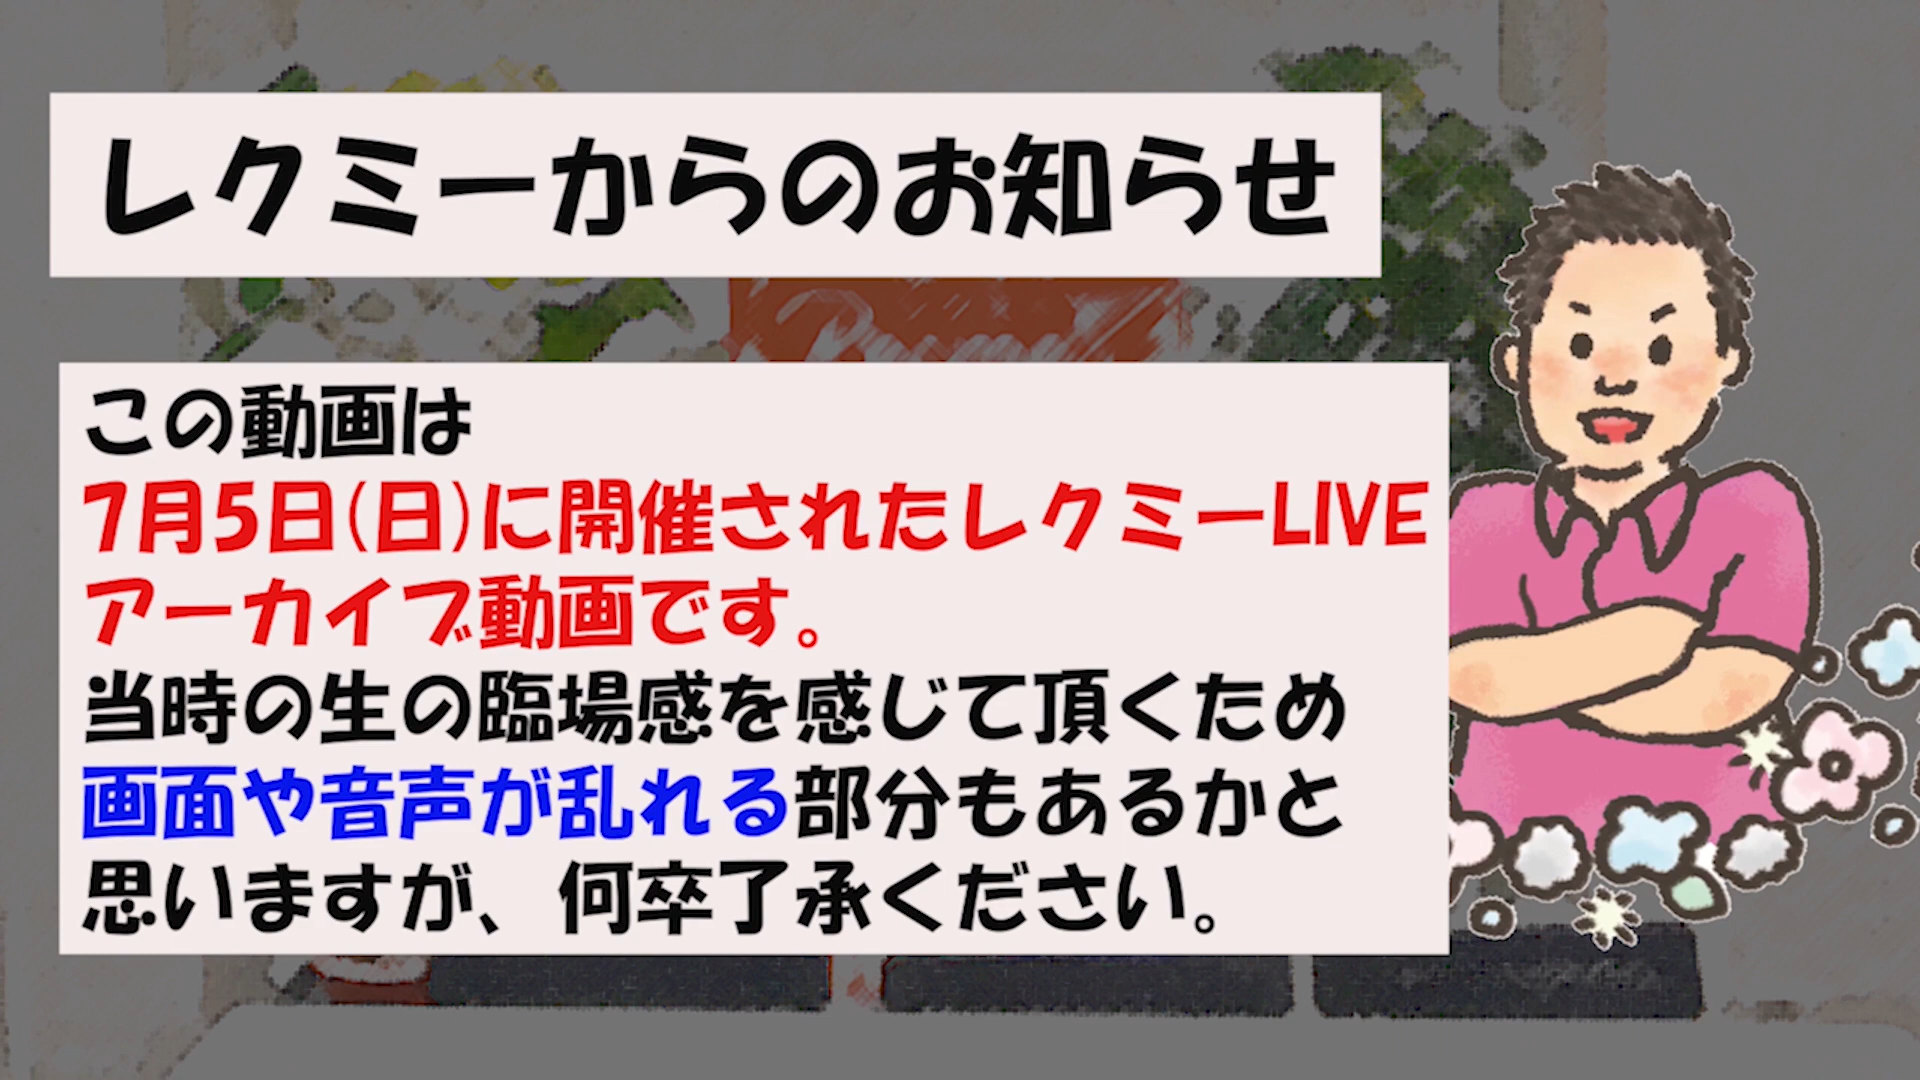 レクミーからのお知らせ
この動画は
7月5日(日)に開催されたレクミーLIVE
アーカイブ動画です。
当時の生の臨場感を感じて頂くため
画面や音声が乱れる部分もあるかと
思いますが、何卒了承ください。